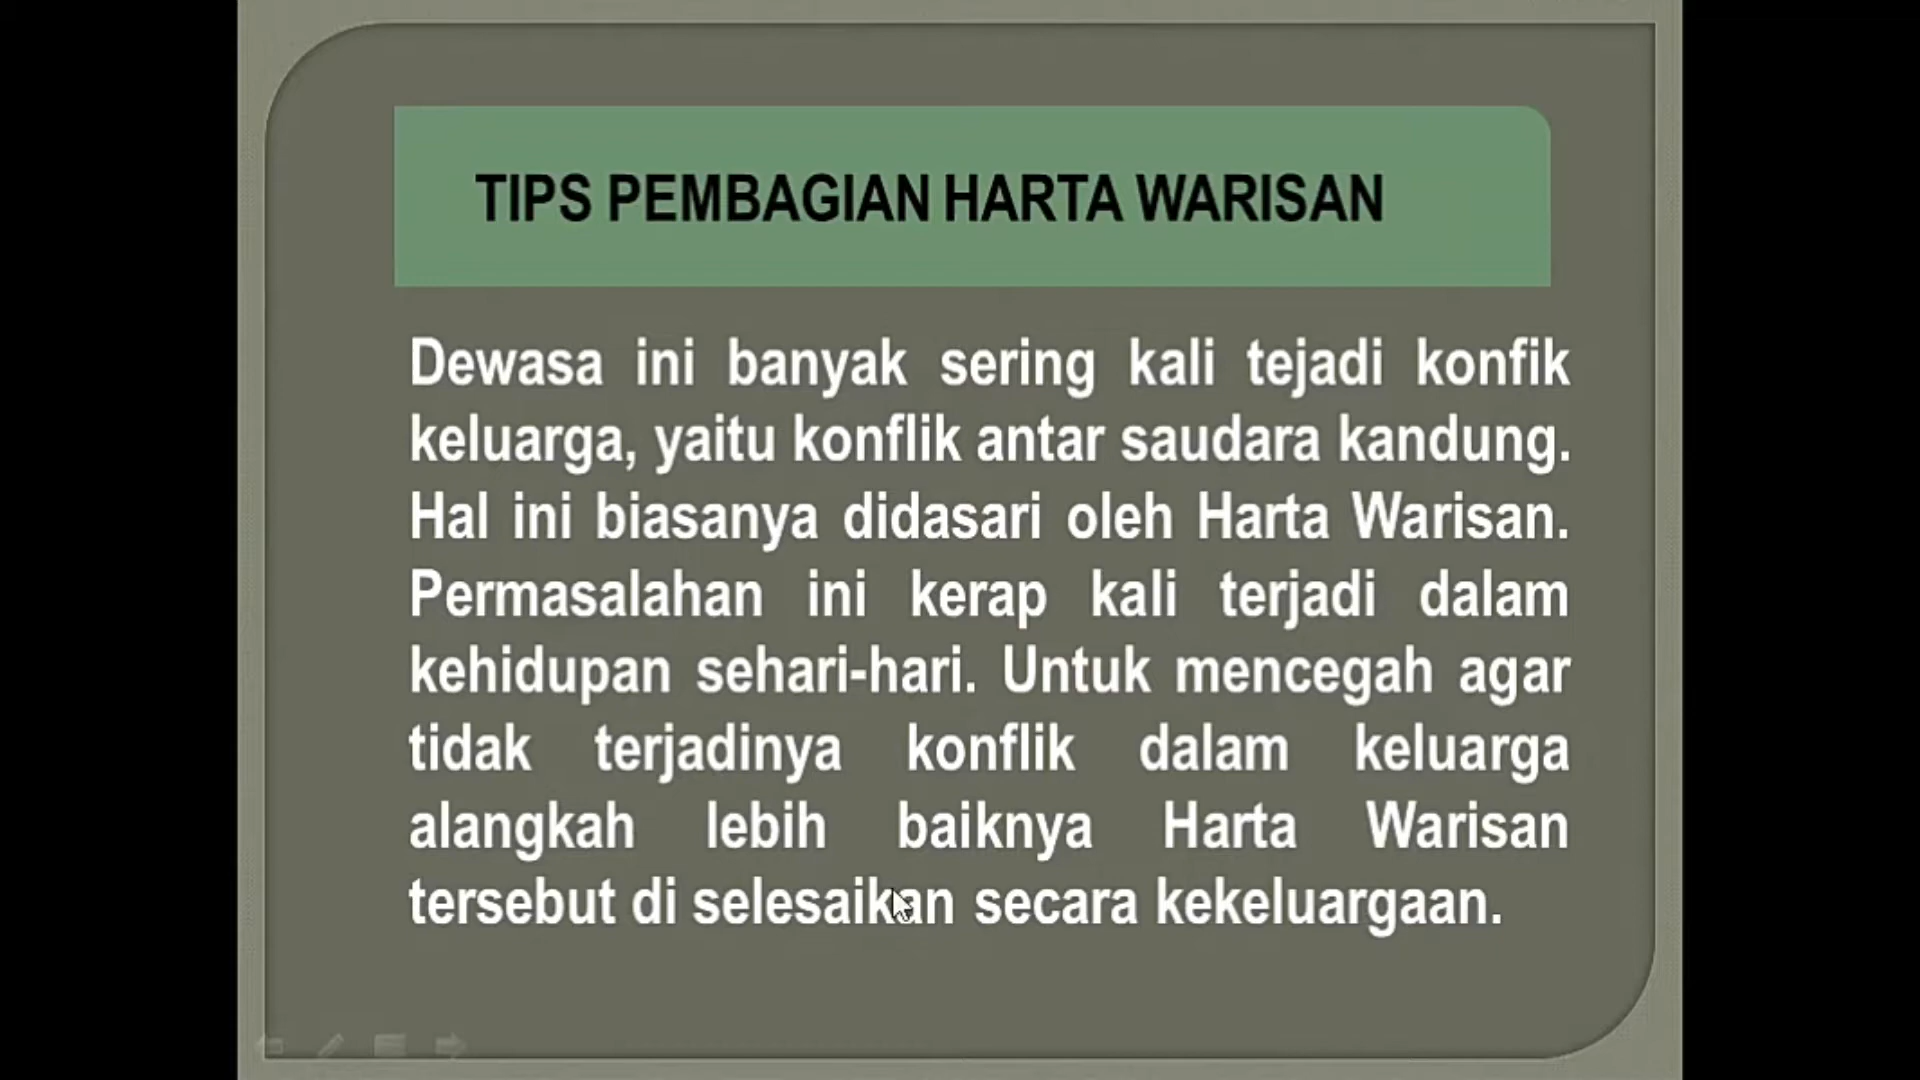 TIPS PEMBAGIAN HARTA WARISAN
Dewasa ini banyak sering kali tejadi konfik
keluarga, yaitu konflik antar saudara kandung.
Hal ini biasanya didasari oleh Harta Warisan.
Permasalahan ini kerap kali terjadi dalam
kehidupan sehari-hari. Untuk mencegah agar
tidak terjadinya konflik dalam keluarga
alangkah lebih baiknya Harta Warisan
tersebut di selesaikan secara kekeluargaan.